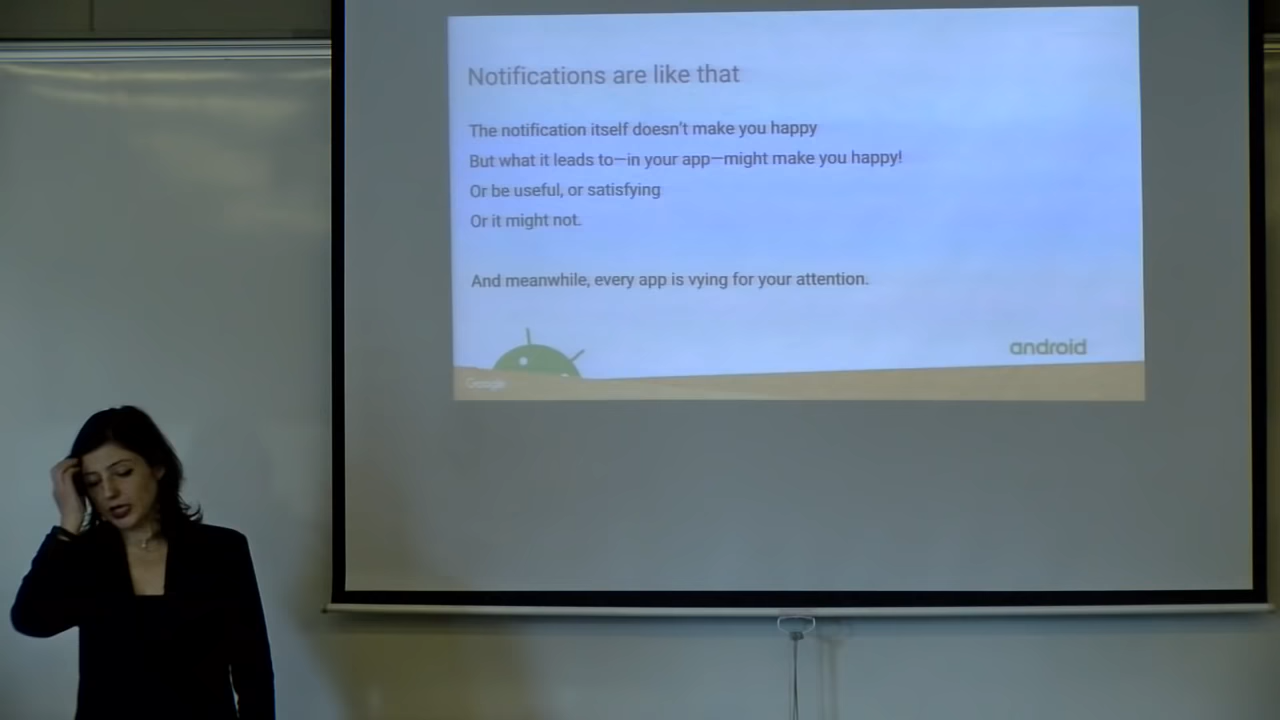 Notifications are like that
The notification itself doesn't make you happy
But what it leads to—in your app—might make you happy!
Or be useful, or satisfying
Or it might not.
And meanwhile, every app is vying for your attention.
android
Google